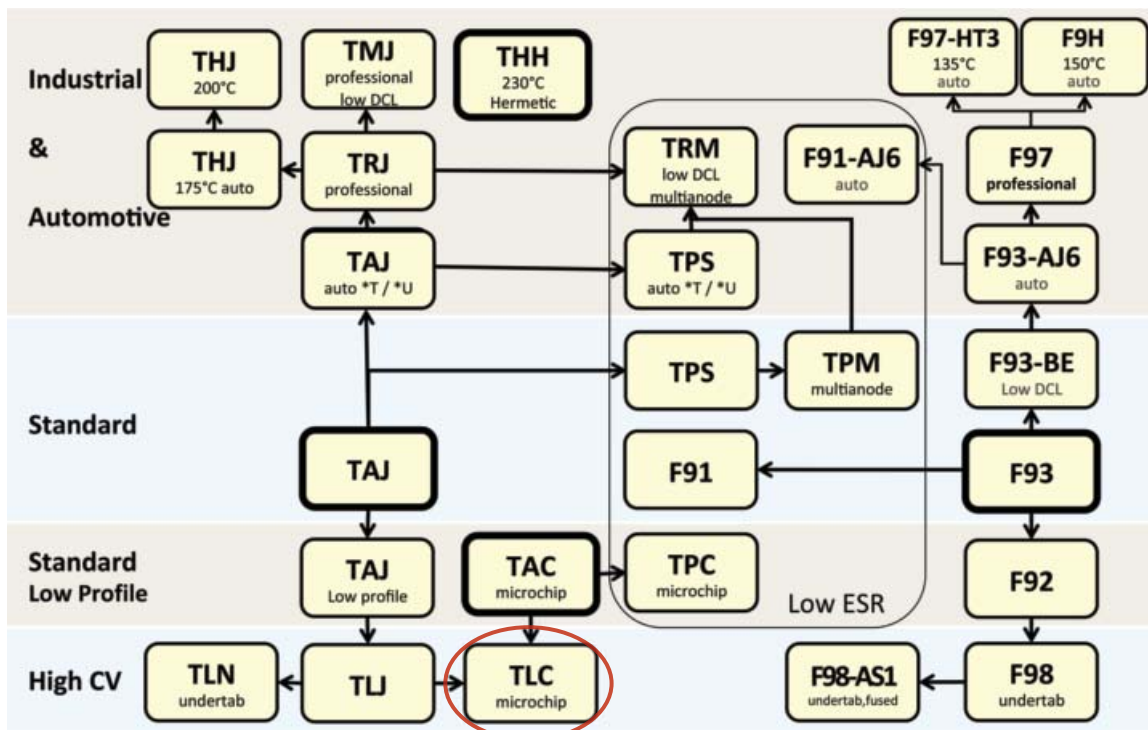 Industrial
&
Automotive
THJ
200°C
TMJ
professional
low DCL
THH
230°C
Hermetic
F97-HT3
135°C
auto
F9H
150°C
auto
THJ
175°C auto
TRJ
professional
TRM
low DCL
multianode
F91-AJ6
auto
F97
professional
TAJ
auto *T / *U
TPS
auto *T / *U
F93-AJ6
auto
Standard
TPS
TPM
multianode
F93-BE
Low DCL
TAJ
F91
F93
Standard
Low Profile
TAJ
Low profile
TAC
microchip
TPC
microchip
Low ESR
F92
High CV
TLN
undertab
TLJ
TLC
microchip
F98-AS1
undertab,fused
F98
undertab